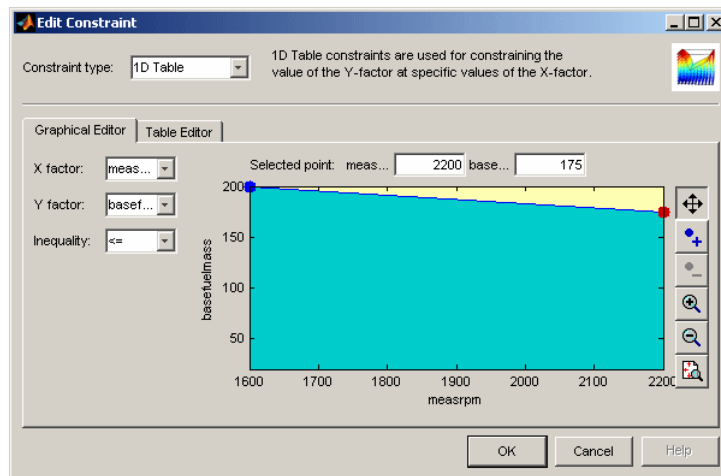 Edit Constraint
Constraint type: 1D Table
1D Table constraints are used for constraining the
value of the Y-factor at specific values of the X-factor.
Graphical Editor Table Editor
X factor: meas...
Y factor: basef...
Inequality: <=
Selected point: meas... 2200 base... 175
200
150
100
50
basefuelmass
1600 1700 1800 1900 2000 2100 2200
measrpm
OK Cancel Help